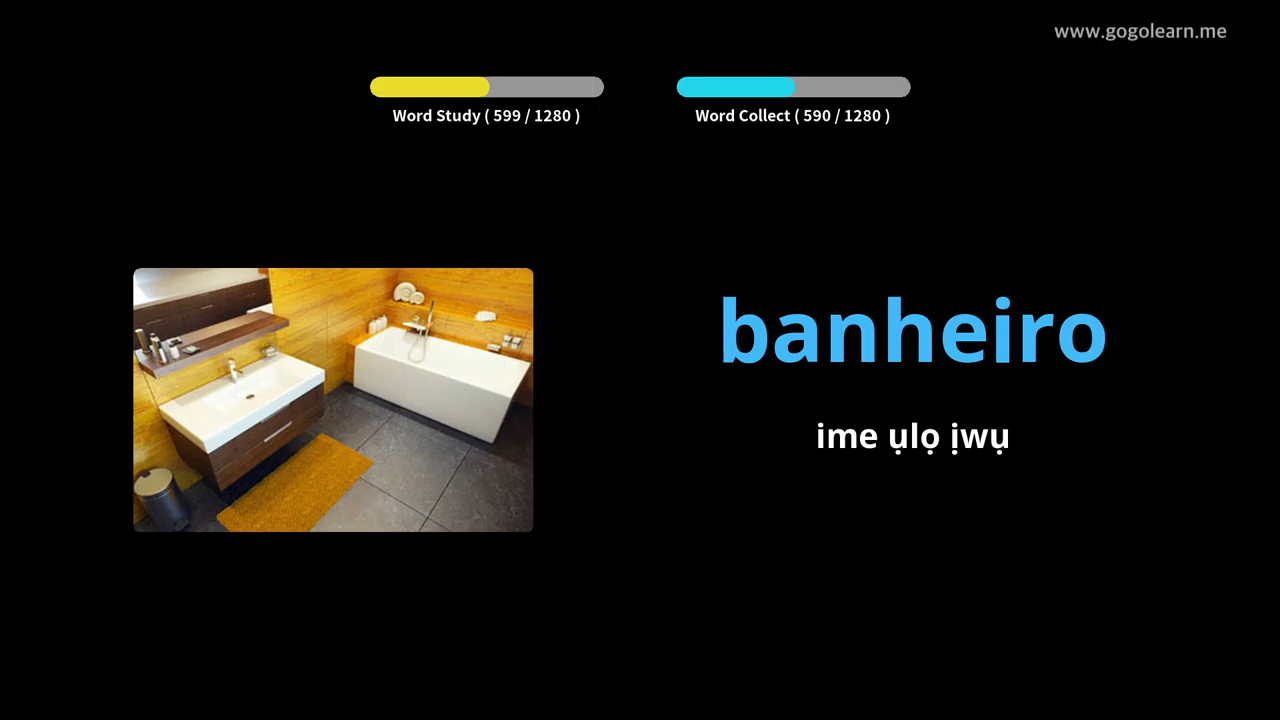 www.gogolearn.me
Word Study ( 599 / 1280 )
Word Collect ( 590 / 1280 )
banheiro
ime ụlọ ịwụ